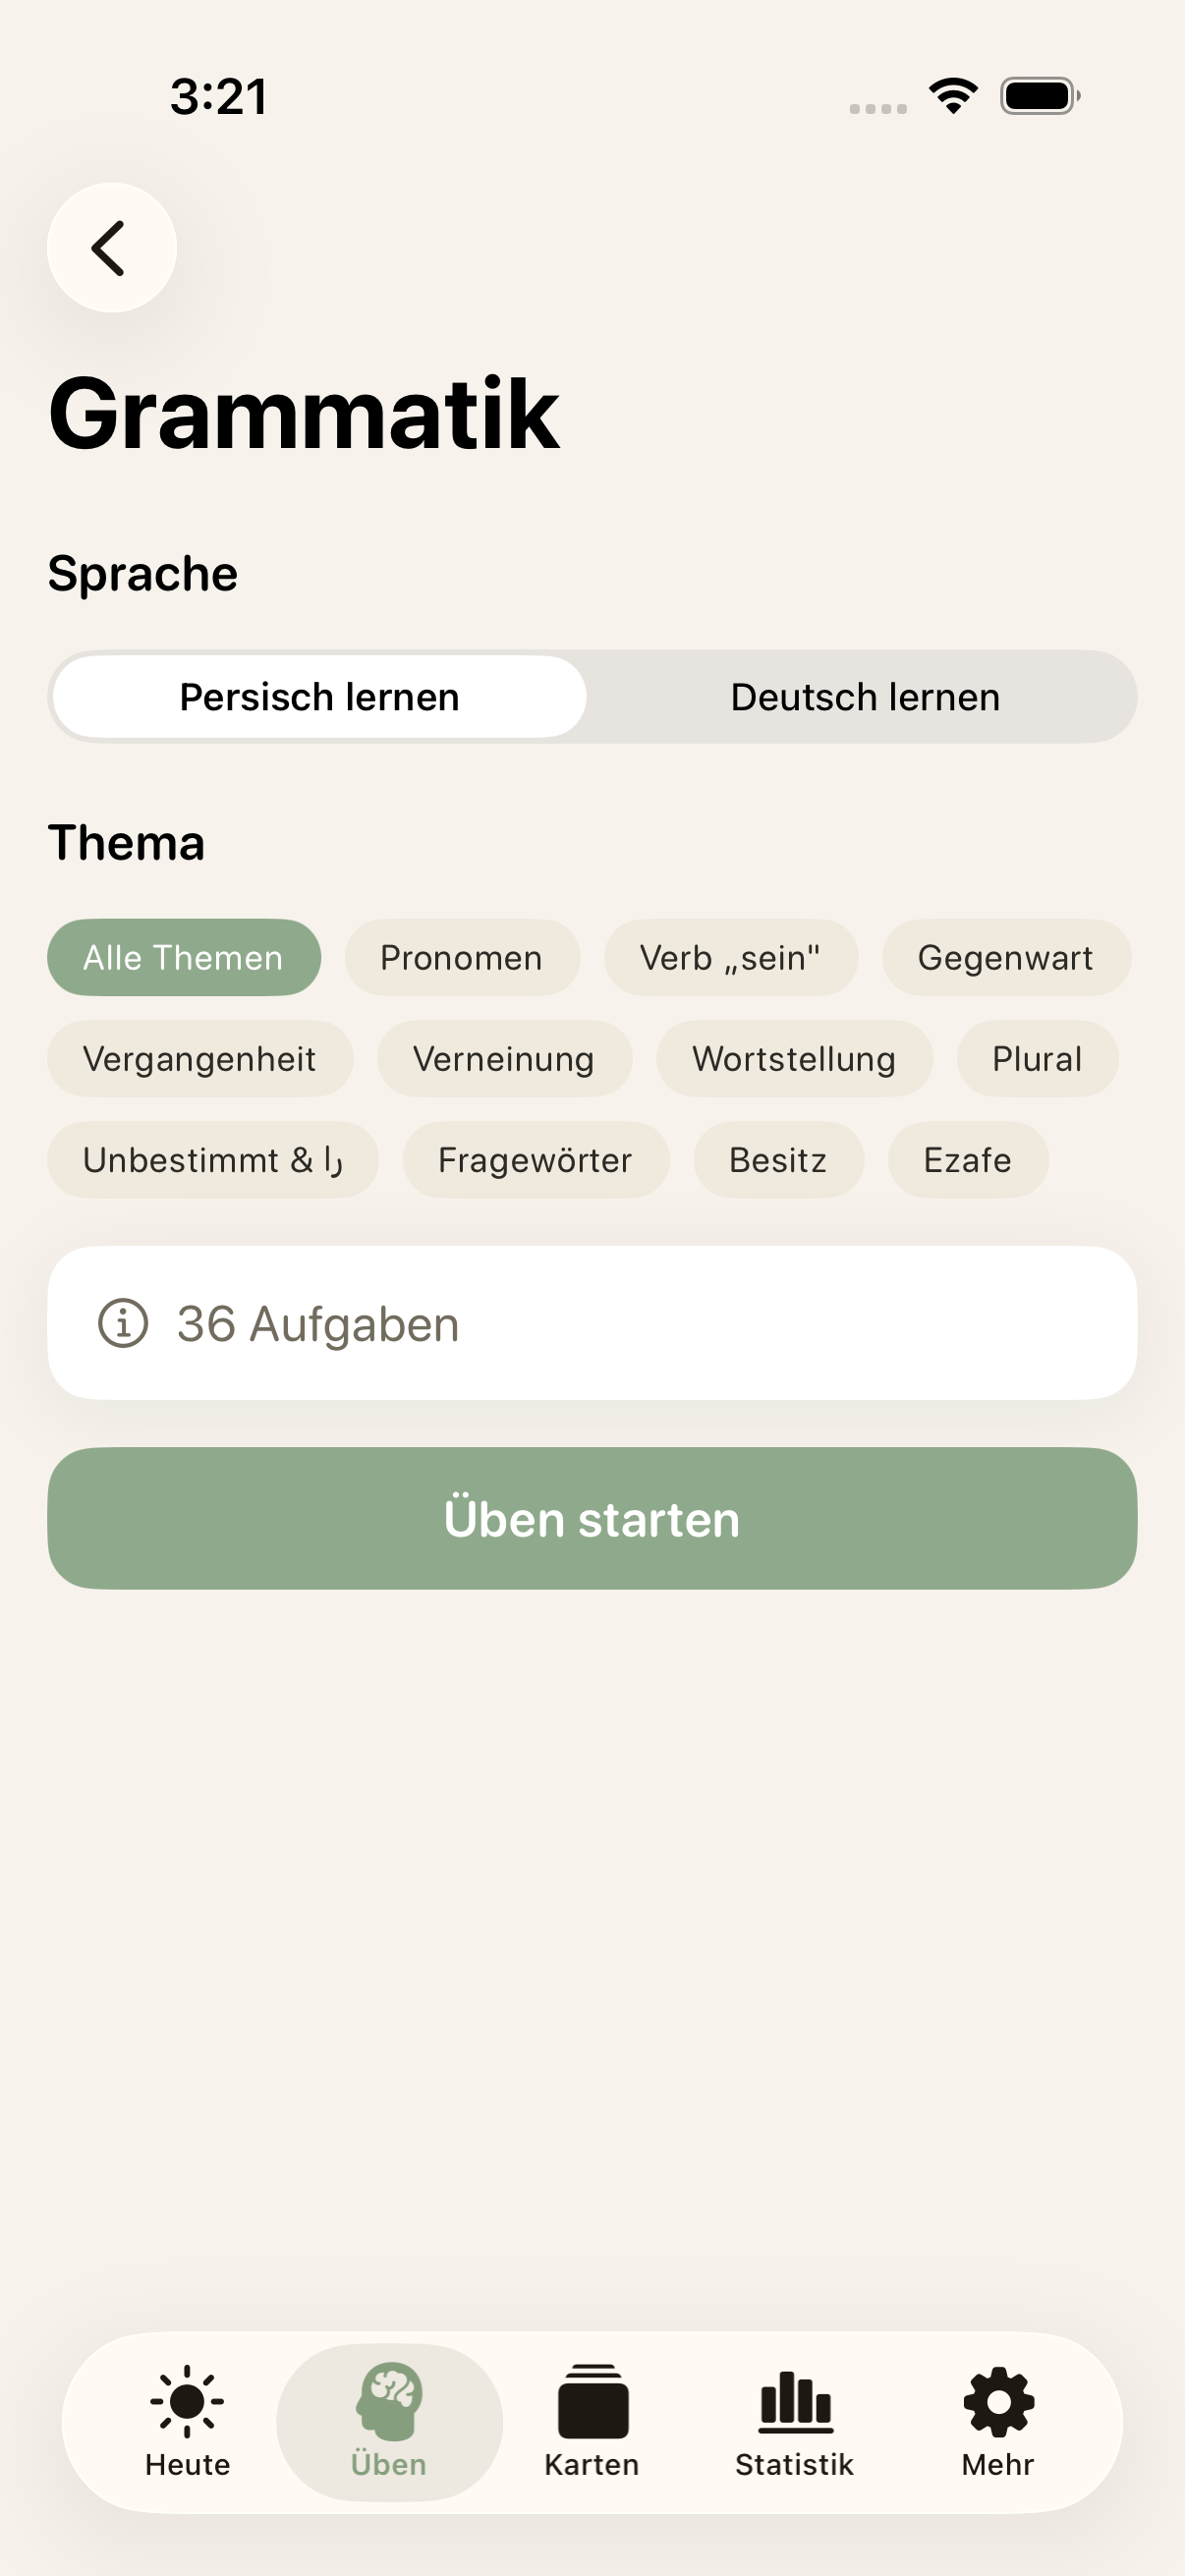 3:21
Grammatik
Sprache
Persisch lernen Deutsch lernen
Thema
Alle Themen Pronomen Verb „sein" Gegenwart
Vergangenheit Verneinung Wortstellung Plural
Unbestimmt & را Fragewörter Besitz Ezafe
36 Aufgaben
Üben starten
Heute Üben Karten Statistik Mehr